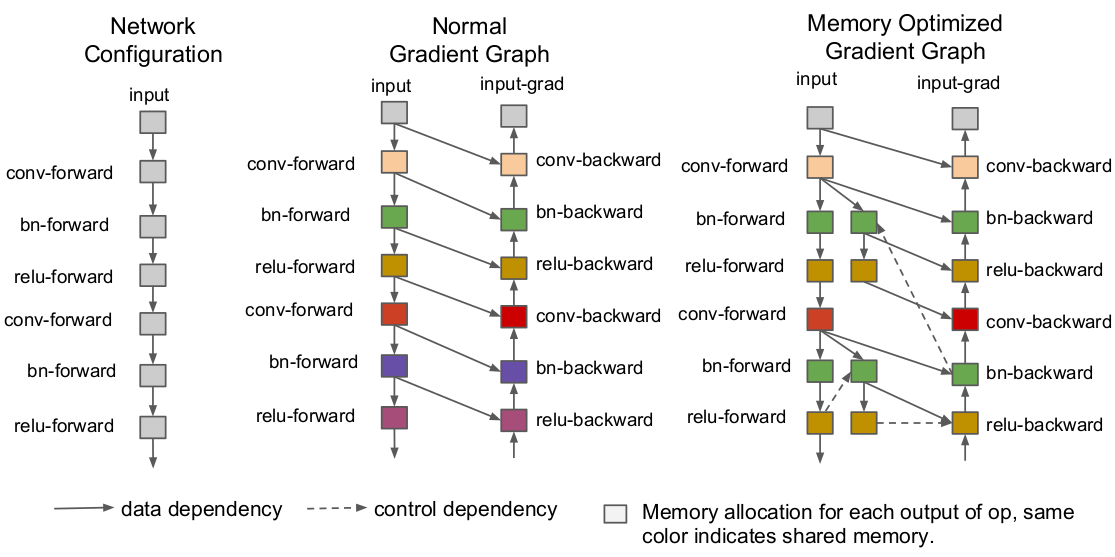 Network
Configuration
input
conv-forward
bn-forward
relu-forward
conv-forward
bn-forward
relu-forward
Normal
Gradient Graph
input
input-grad
conv-forward
conv-backward
bn-forward
bn-backward
relu-forward
relu-backward
conv-forward
conv-backward
bn-forward
bn-backward
relu-forward
relu-backward
Memory Optimized
Gradient Graph
input
input-grad
conv-forward
conv-backward
bn-forward
bn-backward
relu-forward
relu-backward
conv-forward
conv-backward
bn-forward
bn-backward
relu-forward
relu-backward
data dependency
control dependency
Memory allocation for each output of op, same
color indicates shared memory.